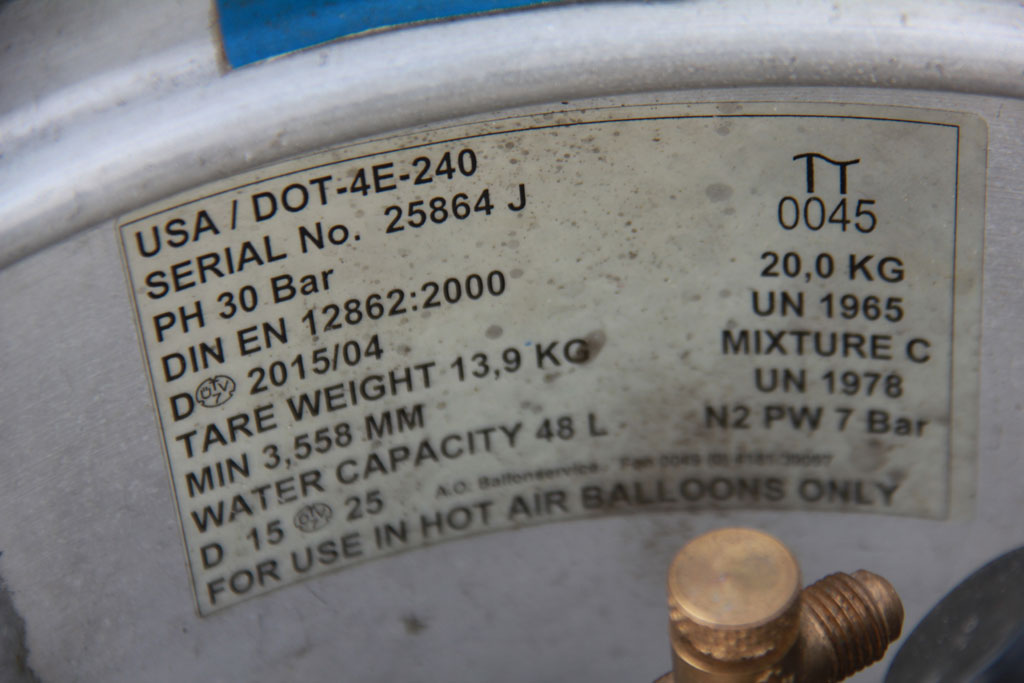 USA / DOT-4E-240
SERIAL No. 25864 J
PH 30 Bar
DIN EN 12862:2000
D 2015/04
TARE WEIGHT 13,9 KG
MIN 3,558 MM
WATER CAPACITY 48 L
D 15 25
A.O. Ballonservice
FOR USE IN HOT AIR BALLOONS ONLY
π
0045
20,0 KG
UN 1965
MIXTURE C
UN 1978
N2 PW 7 Bar